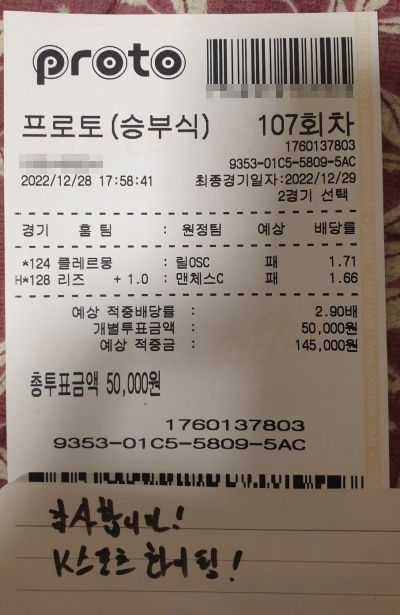 proto
프로토(승부식) 107회차
1760137803
9353-01C5-5809-5AC
2022/12/28 17:58:41 최종경기일자:2022/12/29
2경기 선택
경기 홈팀 : 원정팀 예상 배당률
*124 클레르몽 : 릴OSC 패 1.71
H*128 리즈 + 1.0 : 맨체스C 패 1.66
예상 적중배당률 : 2.90배
개별투표금액 : 50,000원
예상 적중금 : 145,000원
총투표금액 50,000원
1760137803
9353-01C5-5809-5AC
감사합니다!
K스포츠 화이팅!